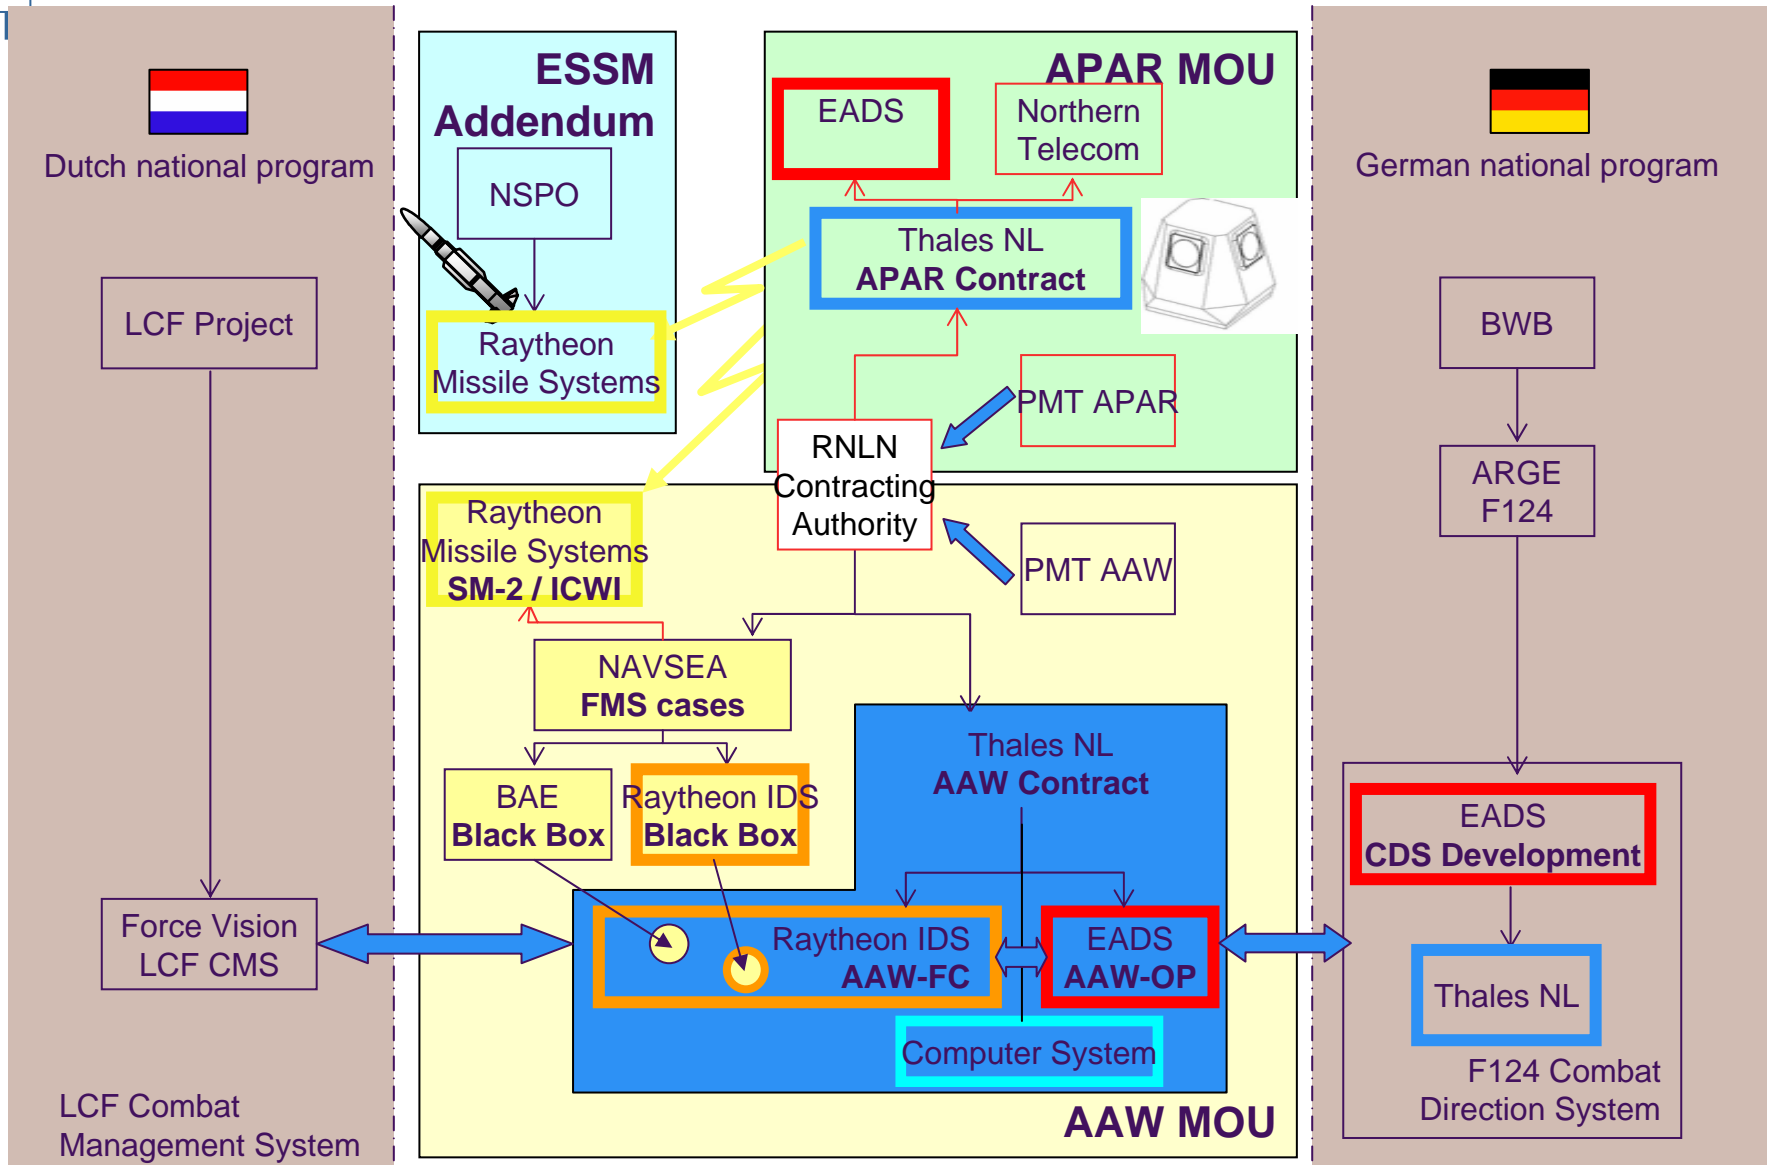 T
Dutch national program
LCF Project
Force Vision
LCF CMS
LCF Combat
Management System
ESSM
Addendum
NSPO
Raytheon
Missile Systems
APAR MOU
EADS
Northern
Telecom
Thales NL
APAR Contract
PMT APAR
RNLN
Contracting
Authority
PMT AAW
Raytheon
Missile Systems
SM-2 / ICWI
NAVSEA
FMS cases
BAE
Black Box
Raytheon IDS
Black Box
Thales NL
AAW Contract
Raytheon IDS
AAW-FC
EADS
AAW-OP
Computer System
AAW MOU
German national program
BWB
ARGE
F124
EADS
CDS Development
Thales NL
F124 Combat
Direction System